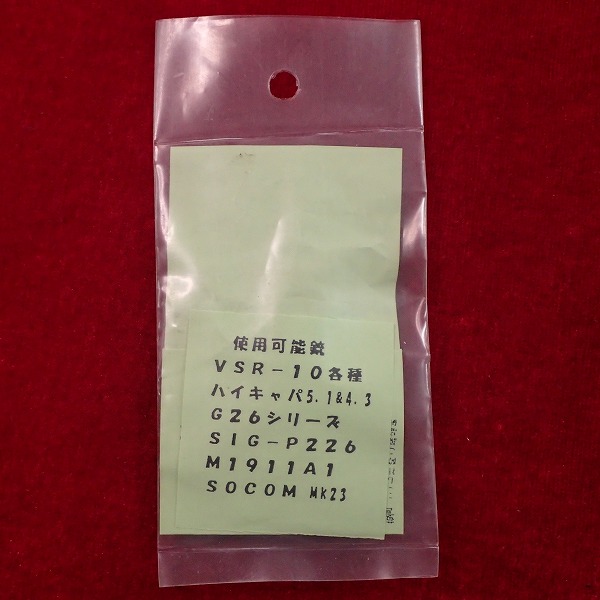 使用可能銃
VSR-10各種
ハイキャパ5.1&4.3
G26シリーズ
SIG-P226
M1911A1
SOCOM MK23